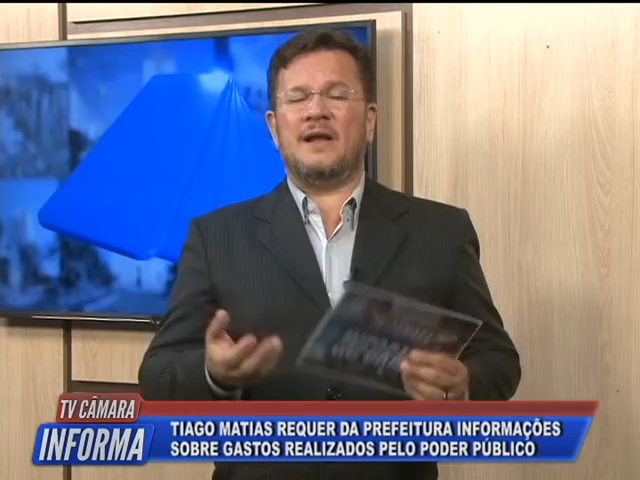 TV CÂMARA
INFORMA
TIAGO MATIAS REQUER DA PREFEITURA INFORMAÇÕES
SOBRE GASTOS REALIZADOS PELO PODER PÚBLICO